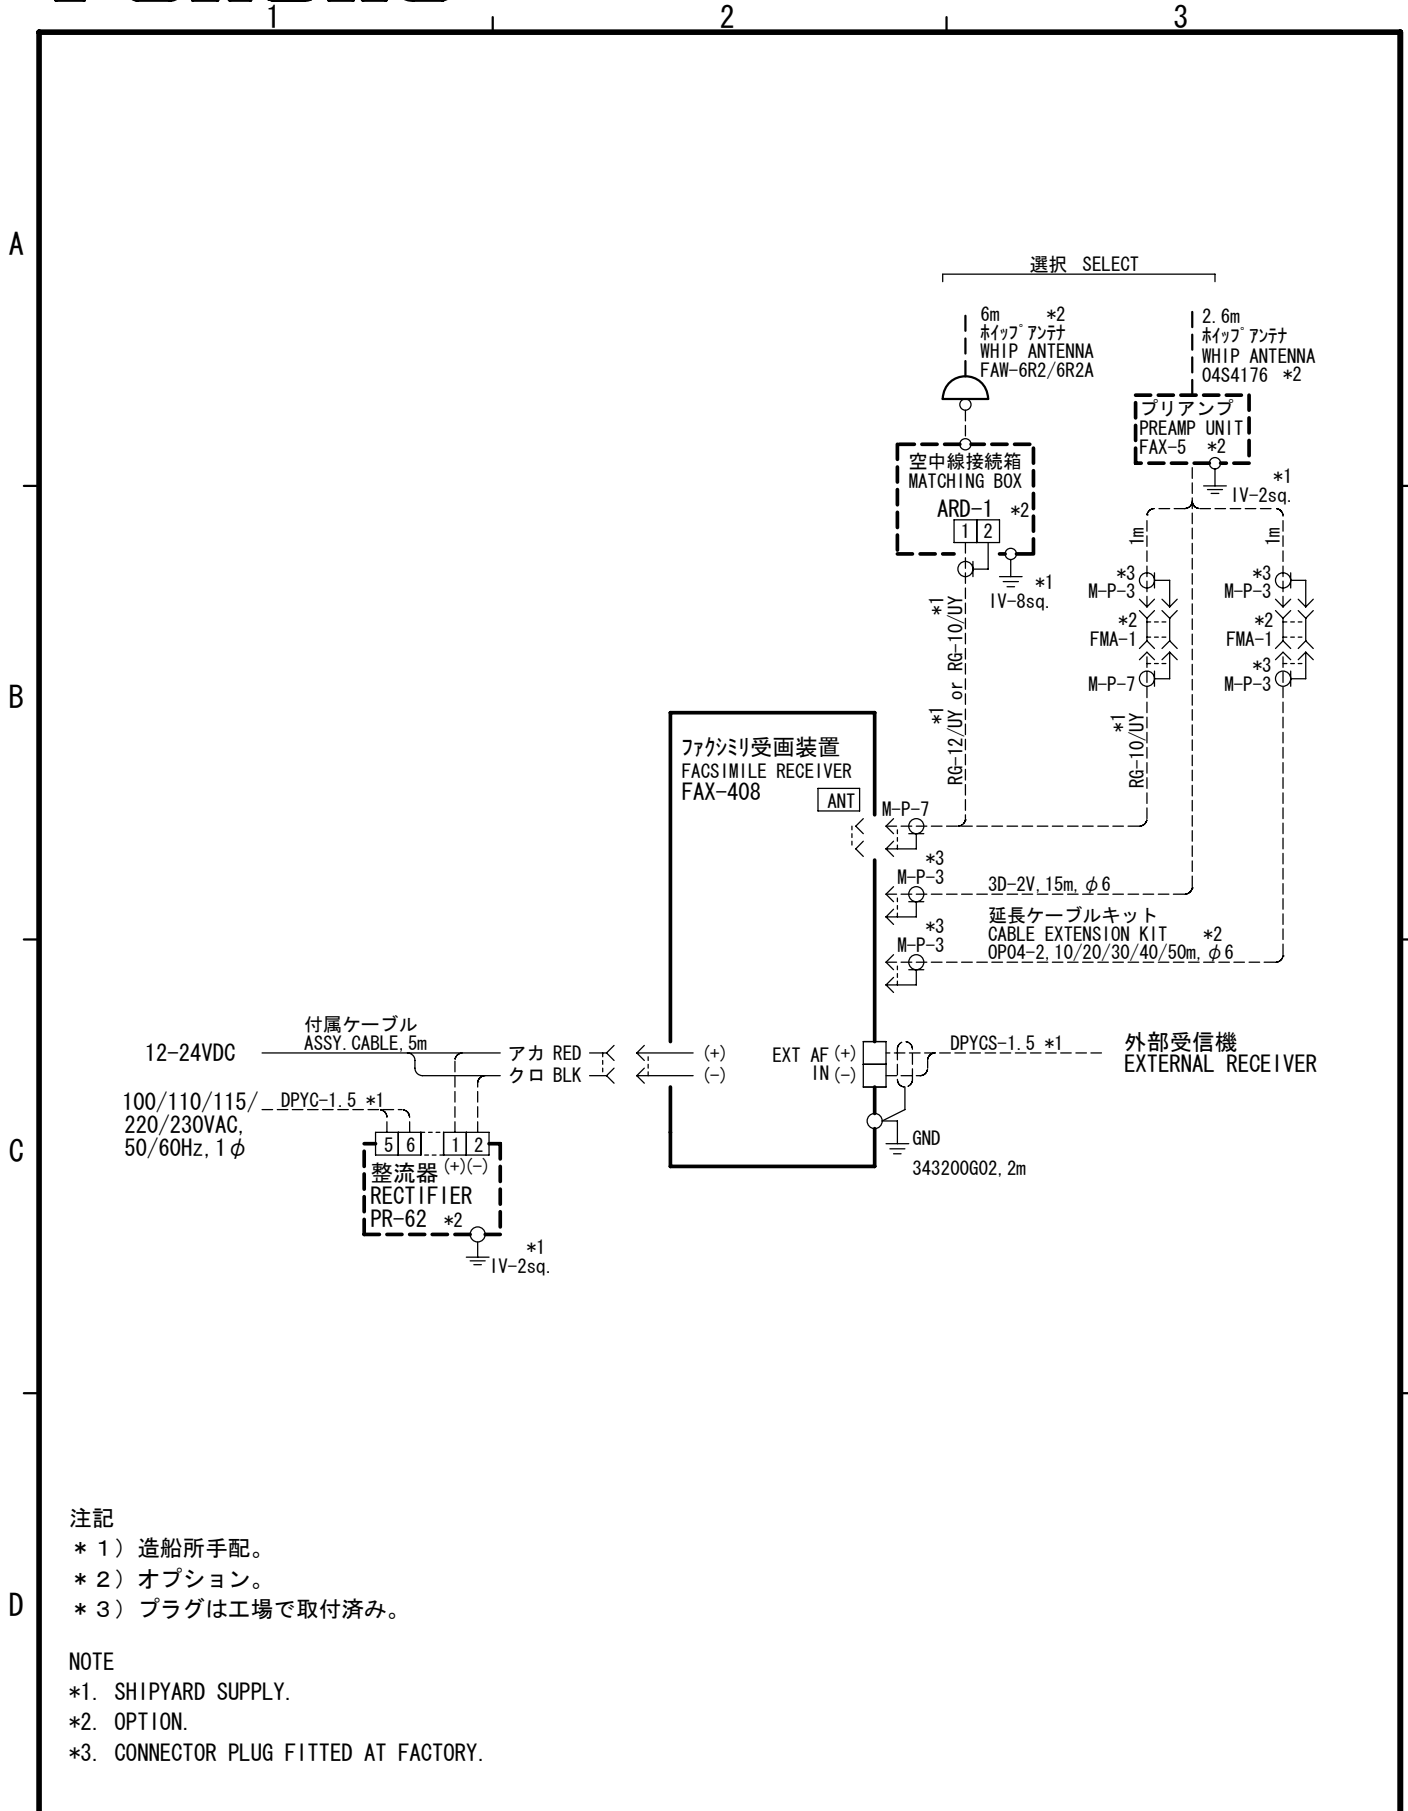 1 2 3
A
選択 SELECT
6m *2
ﾎｲｯﾌﾟｱﾝﾃﾅ
WHIP ANTENNA
FAW-6R2/6R2A
2.6m
ﾎｲｯﾌﾟｱﾝﾃﾅ
WHIP ANTENNA
04S4176 *2
プリアンプ
PREAMP UNIT
FAX-5 *2
*1
IV-2sq.
空中線接続箱
MATCHING BOX
ARD-1 *2
1 2
*1
IV-8sq.
1m
1m
*3
M-P-3
*2
FMA-1
M-P-7
*3
M-P-3
*2
FMA-1
*3
M-P-3
B
*1 *1
RG-12/UY or RG-10/UY
*1
RG-10/UY
ﾌｧｸｼﾐﾘ受画装置
FACSIMILE RECEIVER
FAX-408
ANT
M-P-7
*3
M-P-3
3D-2V, 15m, φ6
*3
M-P-3
延長ケーブルキット
CABLE EXTENSION KIT *2
OP04-2, 10/20/30/40/50m, φ6
12-24VDC
付属ケーブル
ASSY. CABLE, 5m
アカ RED
クロ BLK
(+)
(-)
EXT AF (+)
IN (-)
DPYCS-1.5 *1
外部受信機
EXTERNAL RECEIVER
C
100/110/115/
220/230VAC,
50/60Hz, 1φ
DPYC-1.5 *1
5 6 1 2
(+)(-)
整流器
RECTIFIER
PR-62 *2
*1
IV-2sq.
GND
343200G02, 2m
D
注記
＊１）造船所手配。
＊２）オプション。
＊３）プラグは工場で取付済み。
NOTE
*1. SHIPYARD SUPPLY.
*2. OPTION.
*3. CONNECTOR PLUG FITTED AT FACTORY.